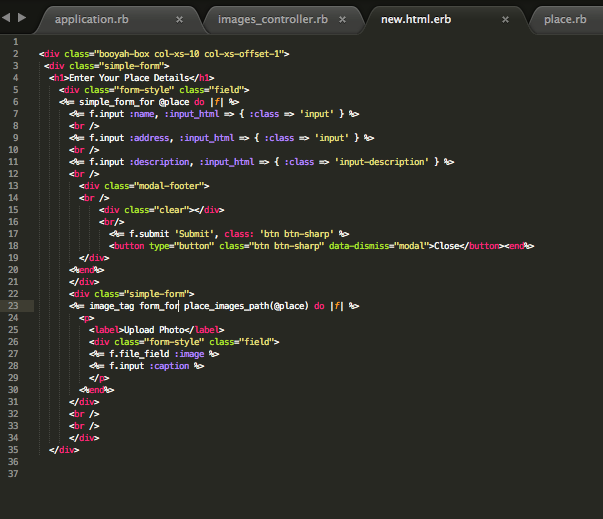 application.rb × images_controller.rb × new.html.erb × place.rb
1
2 <div class="booyah-box col-xs-10 col-xs-offset-1">
3 <div class="simple-form">
4 <h1>Enter Your Place Details</h1>
5 <div class="form-style" class="field">
6 <%= simple_form_for @place do |f| %>
7 <%= f.input :name, :input_html => { :class => 'input' } %>
8 <br />
9 <%= f.input :address, :input_html => { :class => 'input' } %>
10 <br />
11 <%= f.input :description, :input_html => { :class => 'input-description' } %>
12 <br />
13 <div class="modal-footer">
14 <br />
15 <div class="clear"></div>
16 <br/>
17 <%= f.submit 'Submit', class: 'btn btn-sharp' %>
18 <button type="button" class="btn btn-sharp" data-dismiss="modal">Close</button><end%>
19 </div>
20 <%end%>
21 </div>
22 <div class="simple-form">
23 <%= image_tag form_for place_images_path(@place) do |f| %>
24 <p>
25 <label>Upload Photo</label>
26 <div class="form-style" class="field">
27 <%= f.file_field :image %>
28 <%= f.input :caption %>
29 </p>
30 <%end%>
31 </div>
32 <br />
33 <br />
34 </div>
35 </div>
36
37